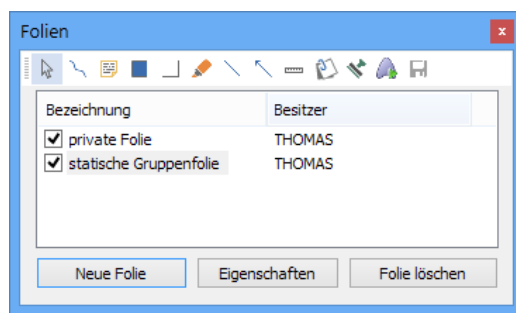 Folien
Bezeichnung Besitzer
private Folie THOMAS
statische Gruppenfolie THOMAS
Neue Folie Eigenschaften Folie löschen